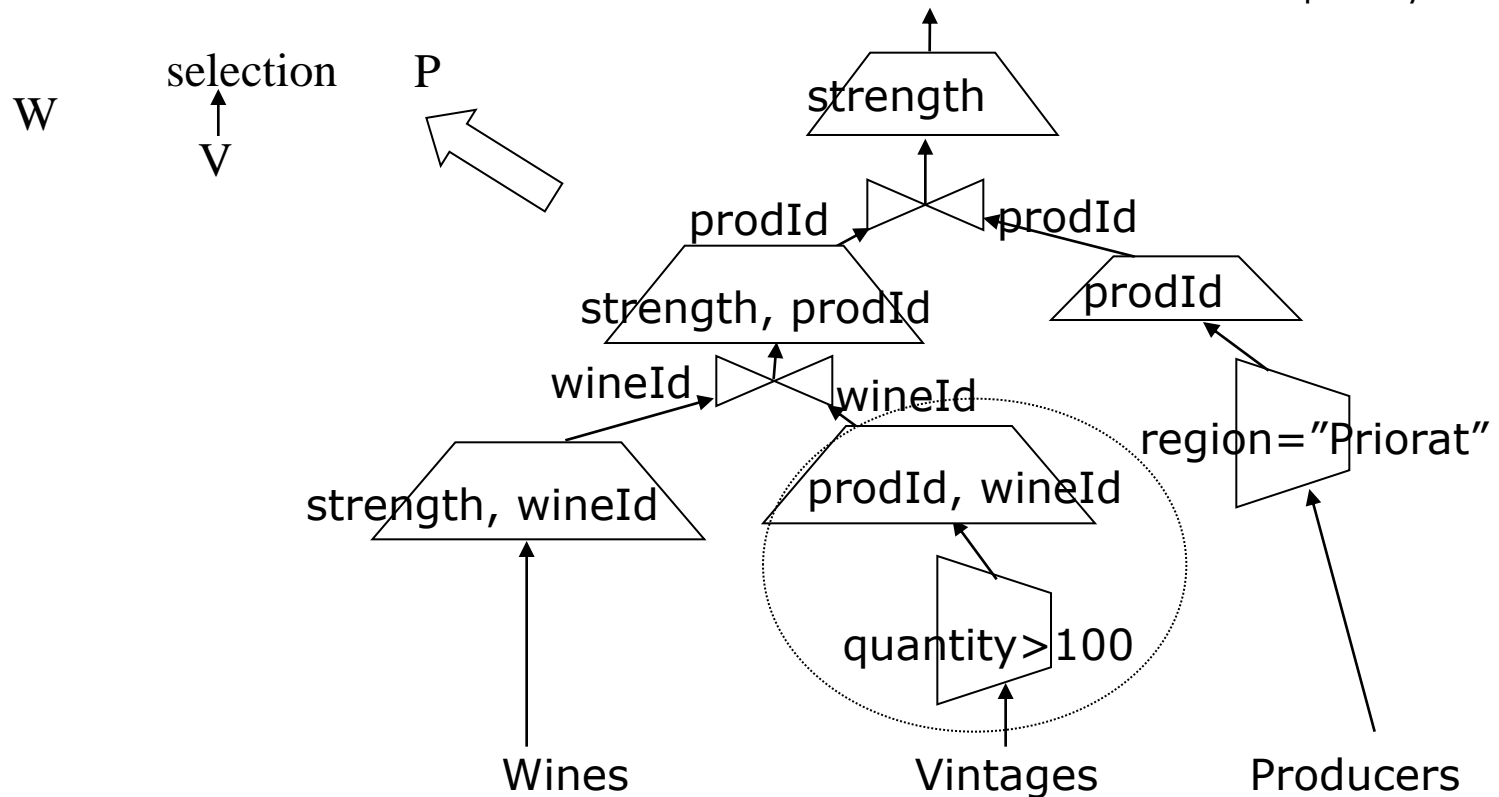 selection P
W
V
strength
prodId prodId
prodId
strength, prodId
wineId wineId
region=”Priorat”
prodId, wineId
strength, wineId
quantity>100
Wines Vintages Producers